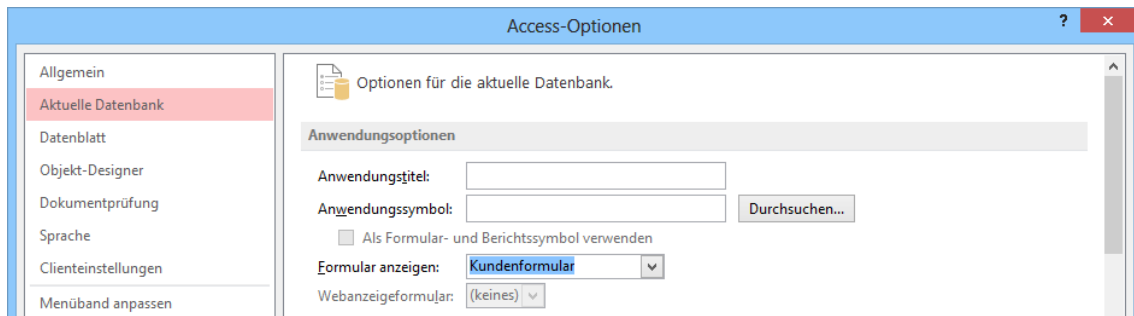 Access-Optionen ?
Allgemein
Aktuelle Datenbank
Datenblatt
Objekt-Designer
Dokumentprüfung
Sprache
Clienteinstellungen
Menüband anpassen
Optionen für die aktuelle Datenbank.
Anwendungsoptionen
Anwendungstitel:
Anwendungssymbol: Durchsuchen...
Als Formular- und Berichtssymbol verwenden
Formular anzeigen: Kundenformular
Webanzeigeformular: (keines)